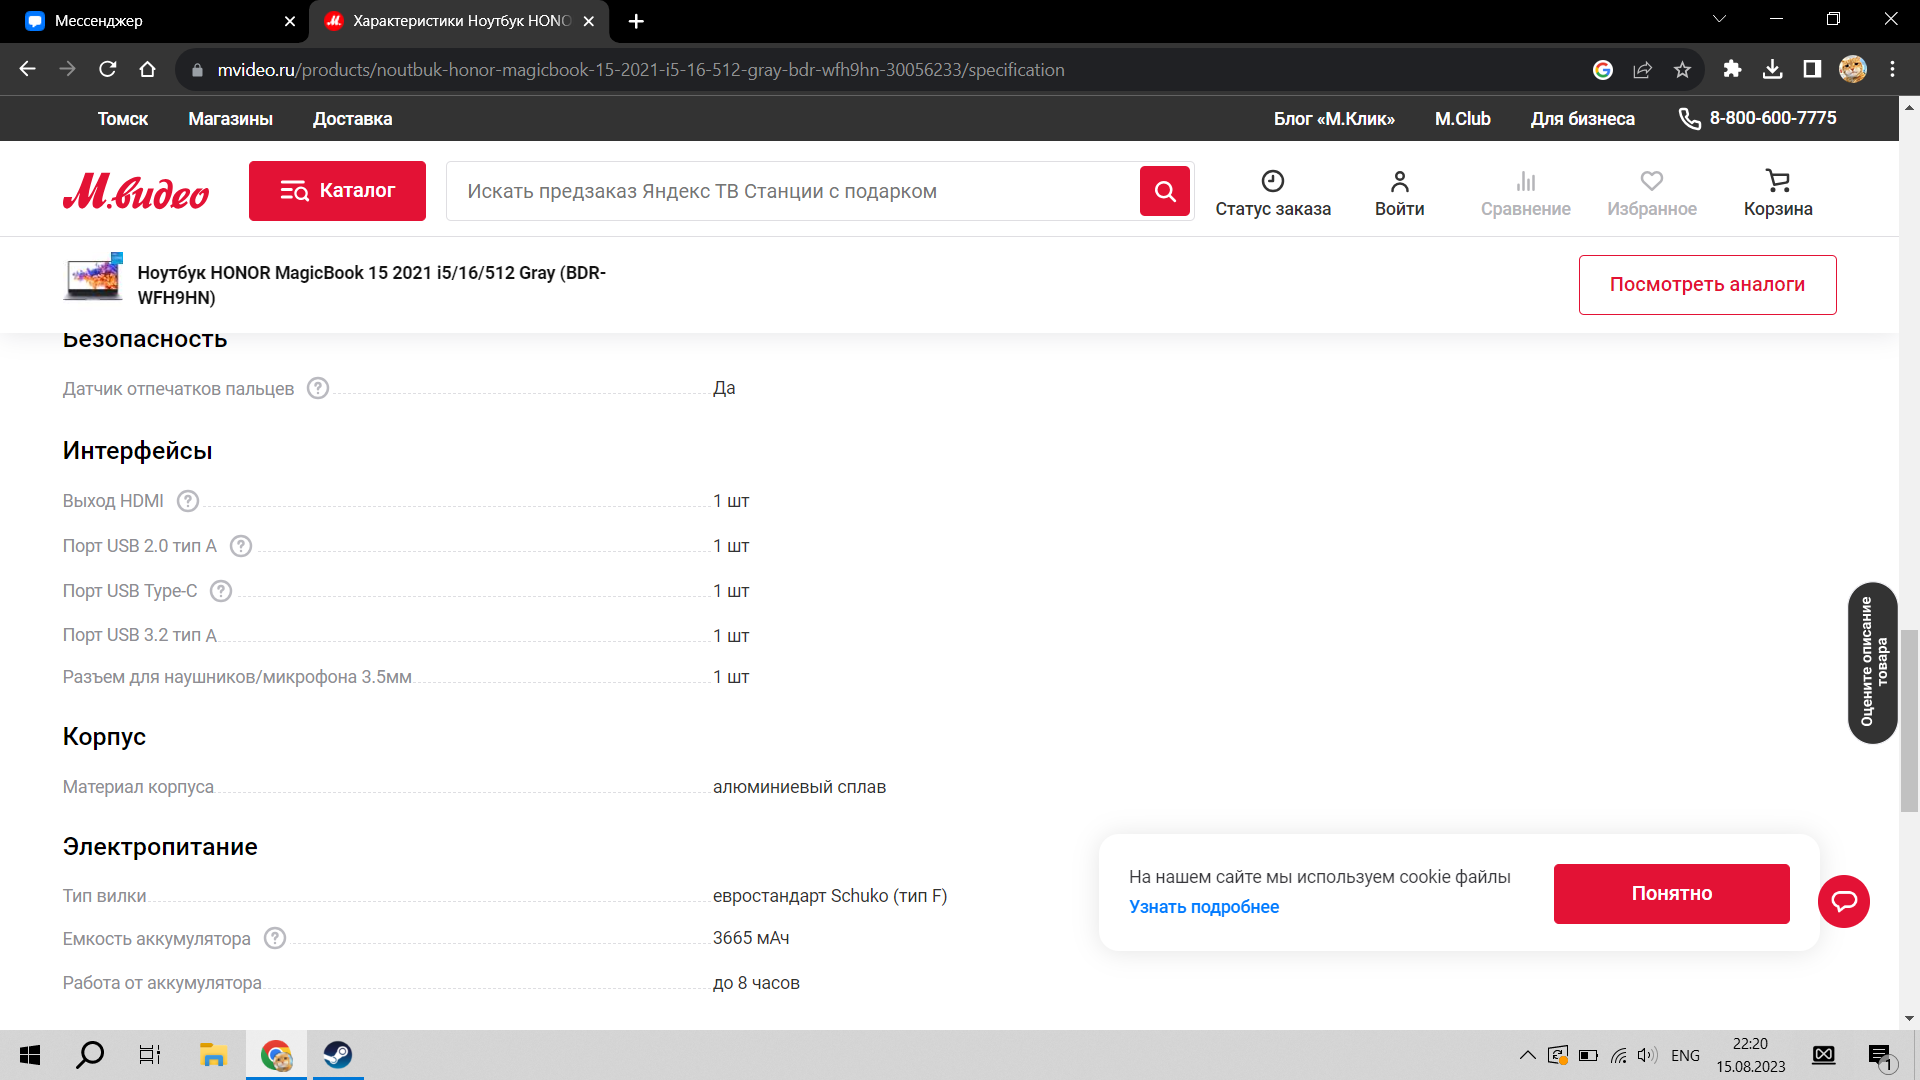 Мессенджер
Характеристики Ноутбук HONO
mvideo.ru/products/noutbuk-honor-magicbook-15-2021-i5-16-512-gray-bdr-wfh9hn-30056233/specification
Томск Магазины Доставка Блог «М.Клик» M.Club Для бизнеса 8-800-600-7775
М.видео Каталог Искать предзаказ Яндекс ТВ Станции с подарком Статус заказа Войти Сравнение Избранное Корзина
Ноутбук HONOR MagicBook 15 2021 i5/16/512 Gray (BDR-
WFH9HN)
Посмотреть аналоги
Безопасность
Датчик отпечатков пальцев ? Да
Интерфейсы
Выход HDMI ? 1 шт
Порт USB 2.0 тип A ? 1 шт
Порт USB Type-C ? 1 шт
Порт USB 3.2 тип А 1 шт
Разъем для наушников/микрофона 3.5мм 1 шт
Оцените описание
товара
Корпус
Материал корпуса алюминиевый сплав
Электропитание
Тип вилки евростандарт Schuko (тип F)
Емкость аккумулятора ? 3665 мАч
Работа от аккумулятора до 8 часов
На нашем сайте мы используем cookie файлы
Узнать подробнее
Понятно
ENG
22:20
15.08.2023
1